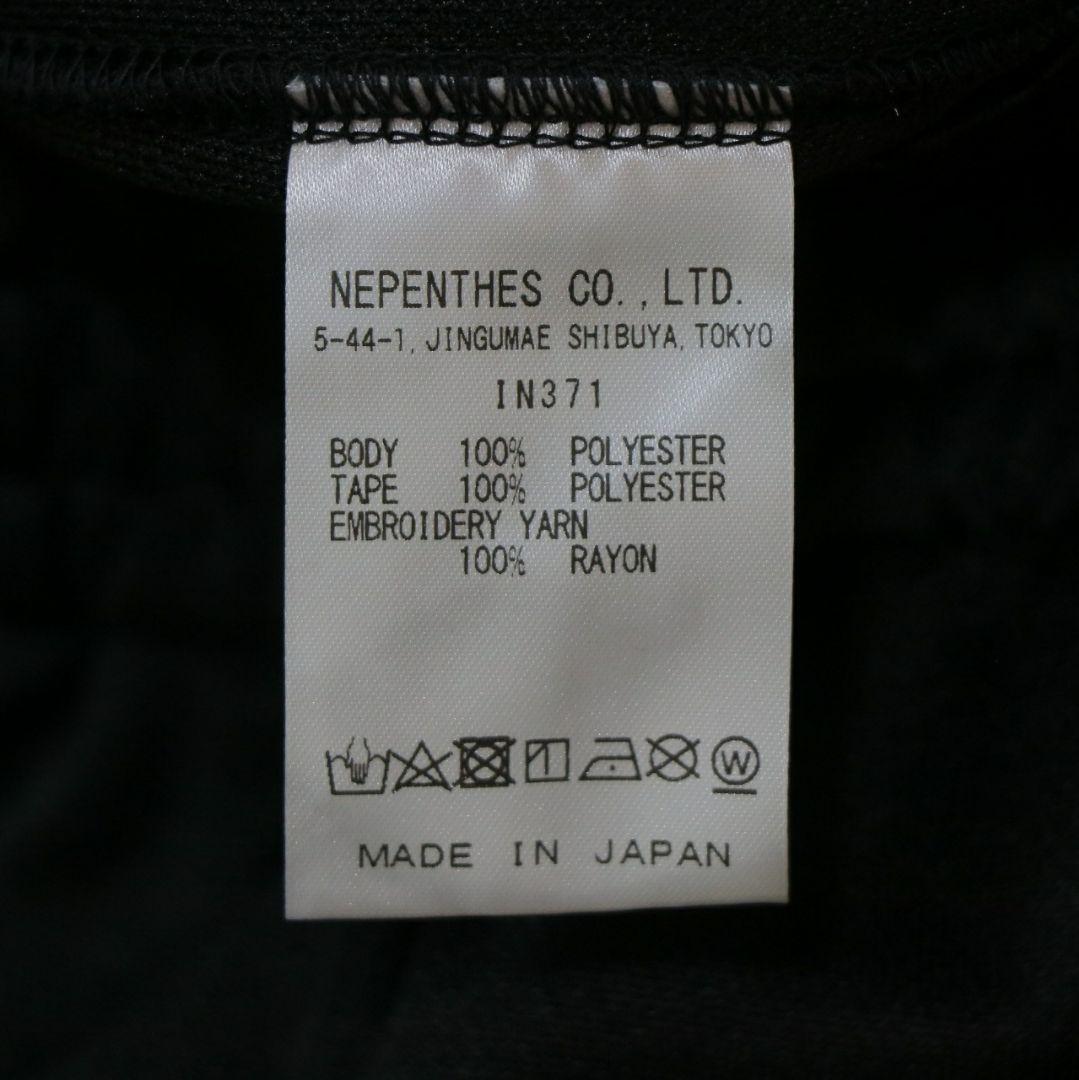 NEPENTHES CO.,LTD.
5-44-1, JINGUMAE SHIBUYA, TOKYO
IN371
BODY 100% POLYESTER
TAPE 100% POLYESTER
EMBROIDERY YARN
100% RAYON
W
MADE IN JAPAN